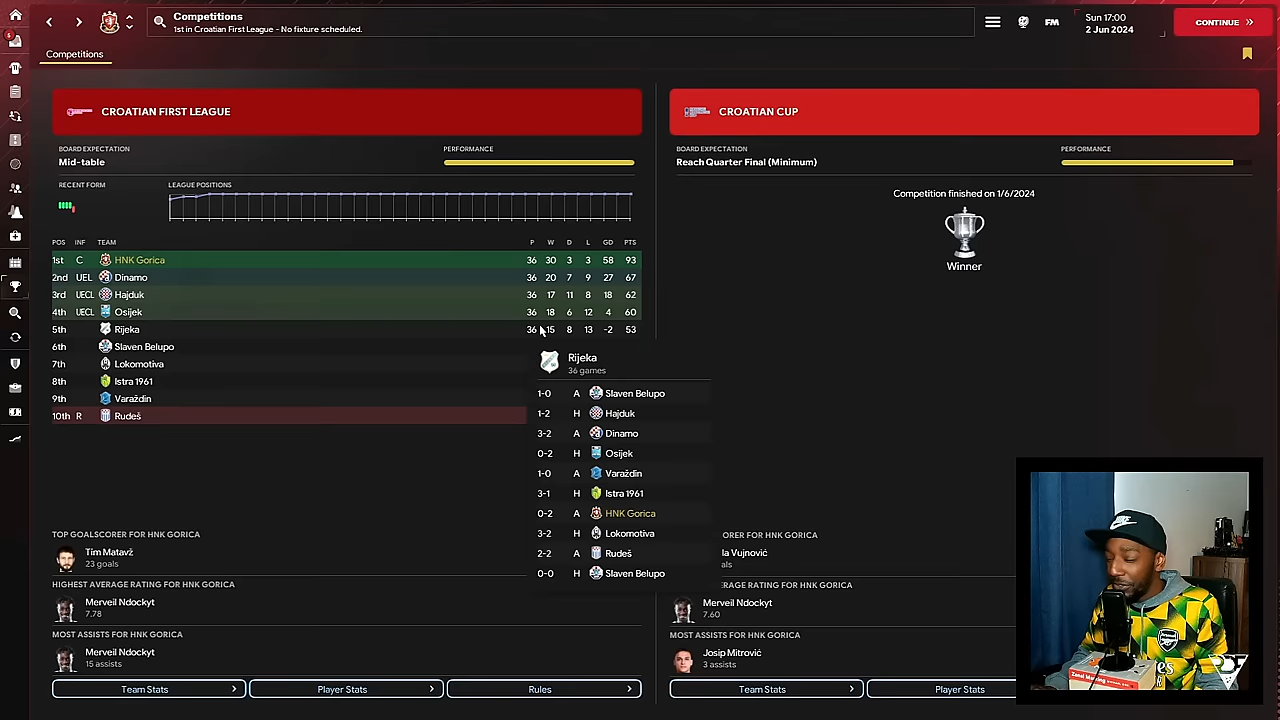 Competitions
1st in Croatian First League - No fixture scheduled.
FM
Sun 17:00
2 Jun 2024
CONTINUE
5
Competitions
CROATIAN FIRST LEAGUE
BOARD EXPECTATION
Mid-table
PERFORMANCE
RECENT FORM
LEAGUE POSITIONS
POS INF TEAM P W D L GD PTS
1st C HNK Gorica 36 30 3 3 58 93
2nd UEL Dinamo 36 20 7 9 27 67
3rd UECL Hajduk 36 17 11 8 18 62
4th UECL Osijek 36 18 6 12 4 60
5th Rijeka 36 15 8 13 -2 53
6th Slaven Belupo
7th Lokomotiva
8th Istra 1961
9th Varaždin
10th R Rudeš
Rijeka
36 games
1-0 A Slaven Belupo
1-2 H Hajduk
3-2 A Dinamo
0-2 H Osijek
1-0 A Varaždin
3-1 H Istra 1961
0-2 A HNK Gorica
3-2 H Lokomotiva
2-2 A Rudeš
0-0 H Slaven Belupo
TOP GOALSCORER FOR HNK GORICA
Tim Matavž
23 goals
HIGHEST AVERAGE RATING FOR HNK GORICA
Merveil Ndockyt
7.78
MOST ASSISTS FOR HNK GORICA
Merveil Ndockyt
15 assists
Team Stats
Player Stats
Rules
CROATIAN CUP
BOARD EXPECTATION
Reach Quarter Final (Minimum)
PERFORMANCE
Competition finished on 1/6/2024
Winner
ORER FOR HNK GORICA
la Vujnović
als
ERAGE RATING FOR HNK GORICA
Merveil Ndockyt
7.60
MOST ASSISTS FOR HNK GORICA
Josip Mitrović
3 assists
Team Stats
Player Stats
Arsenal